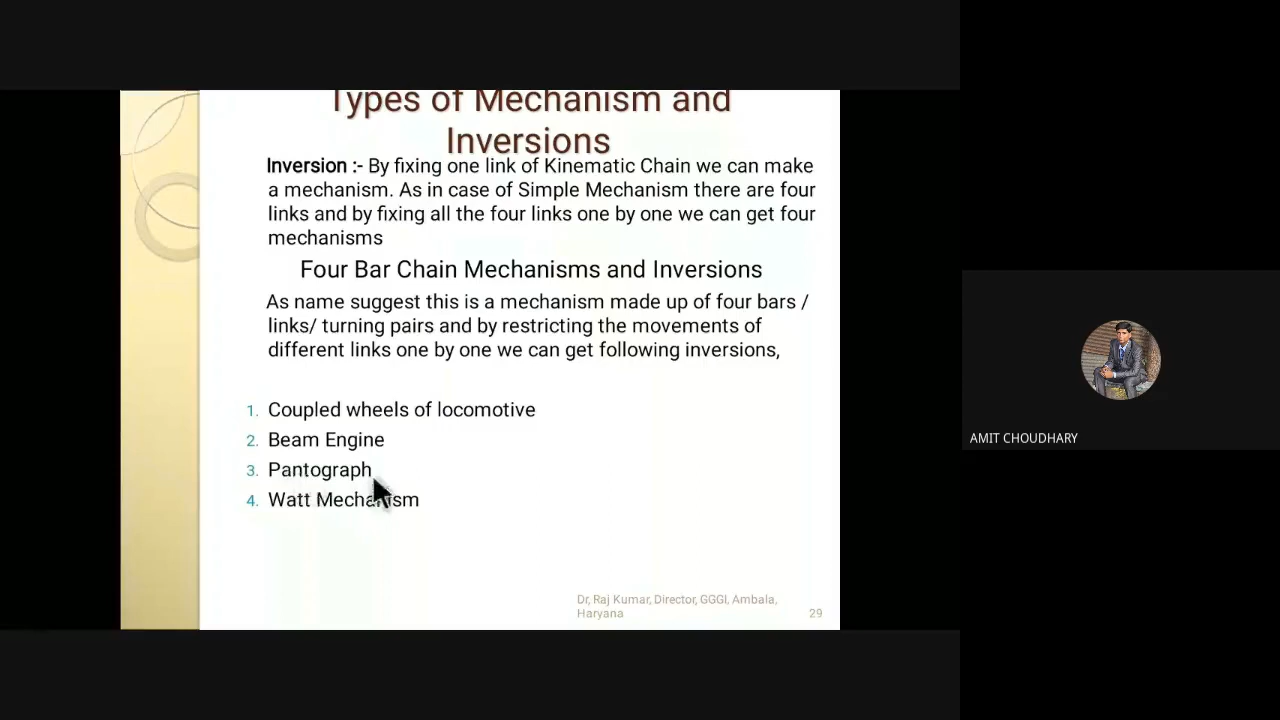 Types of Mechanism and
Inversions
Inversion :- By fixing one link of Kinematic Chain we can make
a mechanism. As in case of Simple Mechanism there are four
links and by fixing all the four links one by one we can get four
mechanisms
Four Bar Chain Mechanisms and Inversions
As name suggest this is a mechanism made up of four bars /
links/ turning pairs and by restricting the movements of
different links one by one we can get following inversions,
1. Coupled wheels of locomotive
2. Beam Engine
3. Pantograph
4. Watt Mechanism
Dr, Raj Kumar, Director, GGGI, Ambala,
Haryana
29
AMIT CHOUDHARY